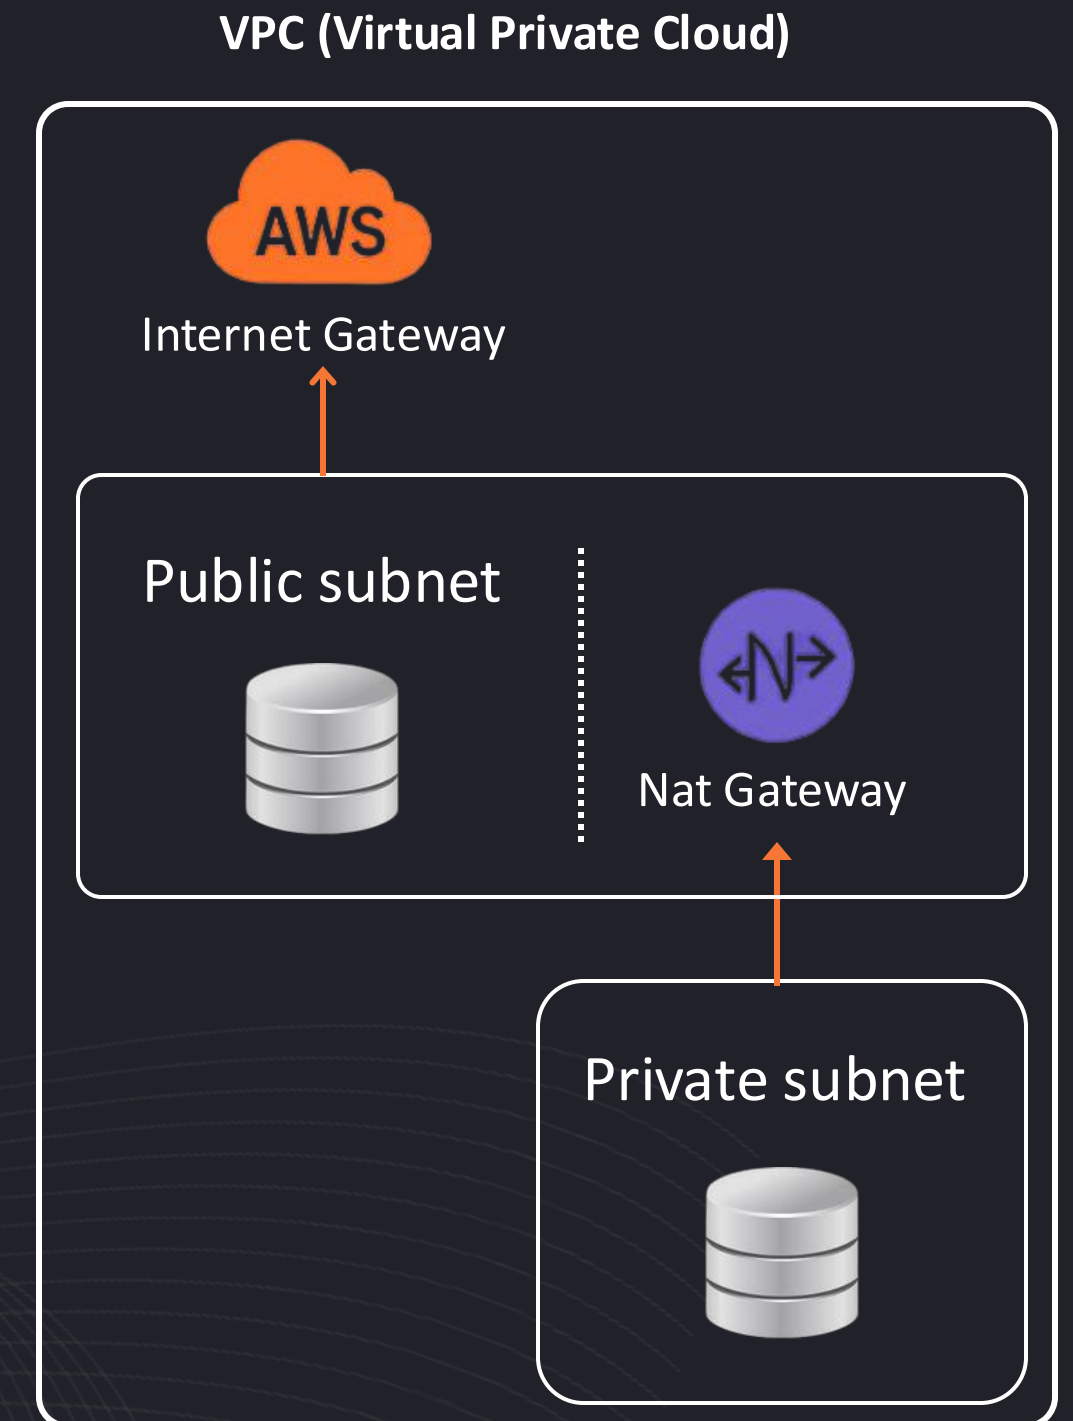 VPC (Virtual Private Cloud)
AWS
Internet Gateway
Public subnet
N
Nat Gateway
Private subnet